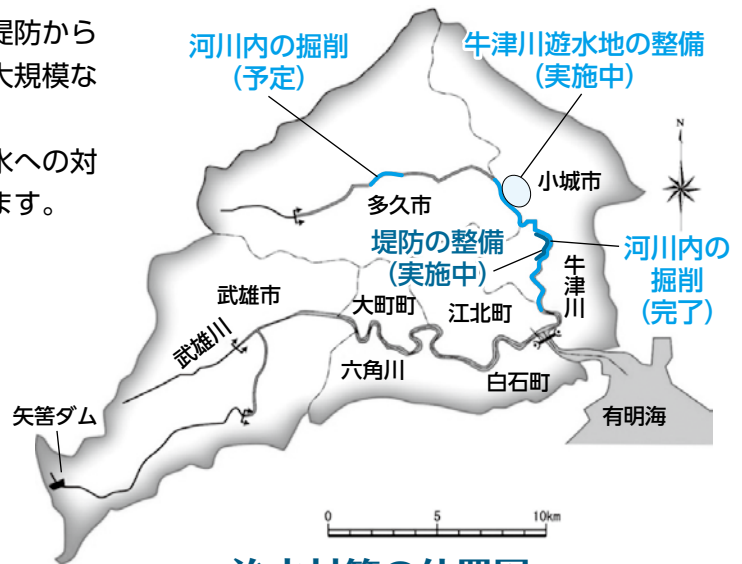 堤防から
大規模な
水への対
ます。
河川内の掘削
(予定)
牛津川遊水地の整備
(実施中)
N
小城市
多久市
堤防の整備
(実施中)
河川内の
掘削
(完了)
牛津川
武雄市
大町町
江北町
武雄川
六角川
白石町
矢筈ダム
有明海
0 5 10km